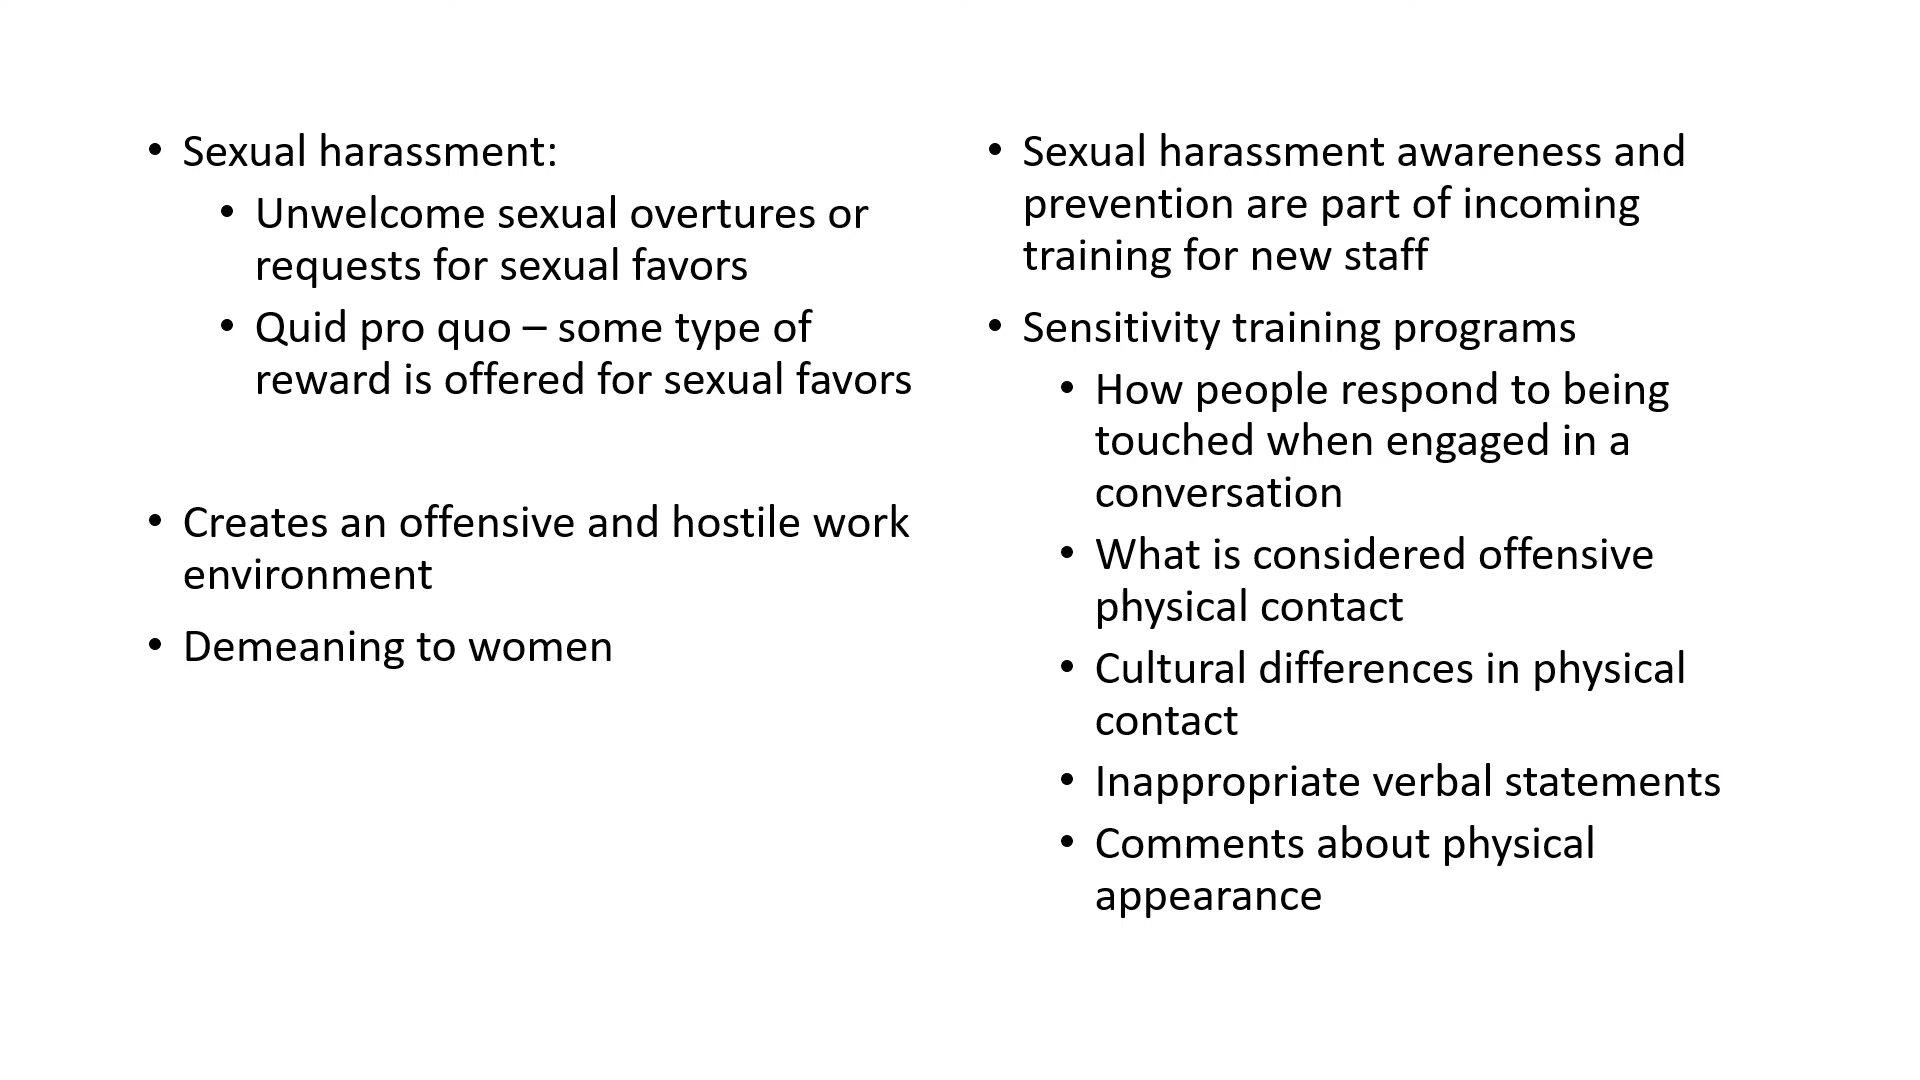 • Sexual harassment:
• Unwelcome sexual overtures or
requests for sexual favors
• Quid pro quo – some type of
reward is offered for sexual favors
• Creates an offensive and hostile work
environment
• Demeaning to women
• Sexual harassment awareness and
prevention are part of incoming
training for new staff
• Sensitivity training programs
• How people respond to being
touched when engaged in a
conversation
• What is considered offensive
physical contact
• Cultural differences in physical
contact
• Inappropriate verbal statements
• Comments about physical
appearance